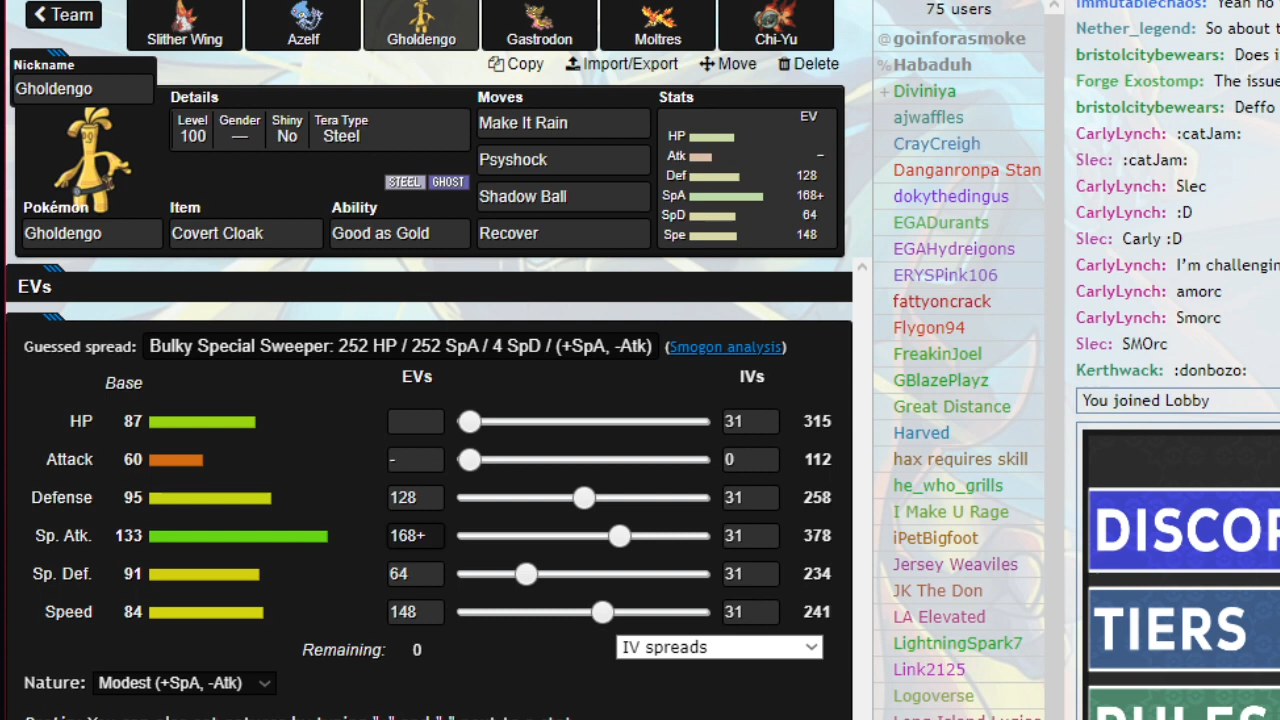 Team
Slither Wing
Azelf
Gholdengo
Gastrodon
Moltres
Chi-Yu
Copy
Import/Export
Move
Delete
Nickname
Gholdengo
Details
Level
100
Gender
—
Shiny
No
Tera Type
Steel
STEEL GHOST
Pokémon
Gholdengo
Item
Covert Cloak
Ability
Good as Gold
Moves
Make It Rain
Psyshock
Shadow Ball
Recover
Stats
EV
HP
Atk –
Def 128
SpA 168+
SpD 64
Spe 148
EVs
Guessed spread: Bulky Special Sweeper: 252 HP / 252 SpA / 4 SpD / (+SpA, -Atk) (Smogon analysis)
Base EVs IVs
HP 87 31 315
Attack 60 - 0 112
Defense 95 128 31 258
Sp. Atk. 133 168+ 31 378
Sp. Def. 91 64 31 234
Speed 84 148 31 241
Remaining: 0
IV spreads
Nature: Modest (+SpA, -Atk)
75 users
@goinforasmoke
%Habaduh
+Diviniya
ajwaffles
CrayCreigh
Danganronpa Stan
dokythedingus
EGADurants
EGAHydreigons
ERYSPink106
fattyoncrack
Flygon94
FreakinJoel
GBlazePlayz
Great Distance
Harved
hax requires skill
he_who_grills
I Make U Rage
iPetBigfoot
Jersey Weaviles
JK The Don
LA Elevated
LightningSpark7
Link2125
Logoverse
Immutablechaos: Yeah no
Nether_legend: So about t
bristolcitybewears: Does i
Forge Exostomp: The issue
bristolcitybewears: Deffo
CarlyLynch: :catJam:
Slec: :catJam:
CarlyLynch: Slec
CarlyLynch: :D
Slec: Carly :D
CarlyLynch: I'm challengin
CarlyLynch: amorc
CarlyLynch: Smorc
Slec: SMOrc
Kerthwack: :donbozo:
You joined Lobby
DISCOR
TIERS